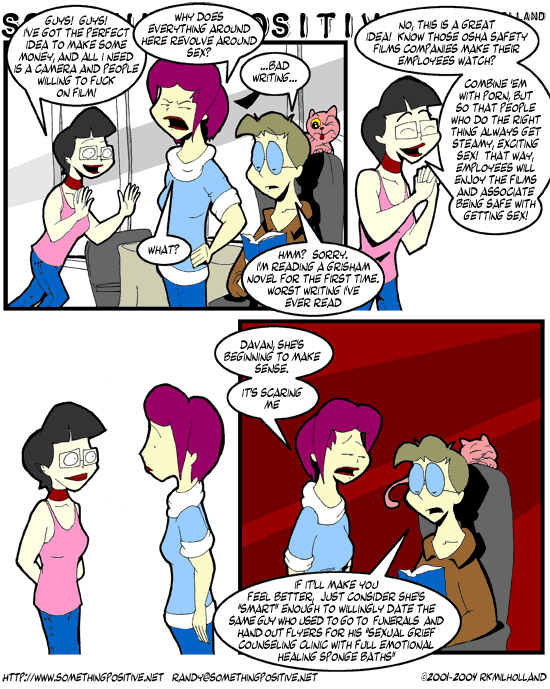 GUYS! GUYS!
I'VE GOT THE PERFECT
IDEA TO MAKE SOME
MONEY, AND ALL I NEED
IS A CAMERA AND PEOPLE
WILLING TO FUCK
ON FILM!
WHY DOES
EVERYTHING AROUND
HERE REVOLVE AROUND
SEX?
...BAD
WRITING...
WHAT?
HMM? SORRY.
I'M READING A GRISHAM
NOVEL FOR THE FIRST TIME.
WORST WRITING I'VE
EVER READ
NO, THIS IS A GREAT
IDEA! KNOW THOSE OSHA SAFETY
FILMS COMPANIES MAKE THEIR
EMPLOYEES WATCH?
COMBINE 'EM
WITH PORN, BUT
SO THAT PEOPLE
WHO DO THE RIGHT
THING ALWAYS GET
STEAMY, EXCITING
SEX! THAT WAY,
EMPLOYEES WILL
ENJOY THE FILMS
AND ASSOCIATE
BEING SAFE WITH
GETTING SEX!
DAVAN, SHE'S
BEGINNING TO MAKE
SENSE.
IT'S SCARING
ME
IF IT'LL MAKE YOU
FEEL BETTER, JUST CONSIDER SHE'S
"SMART" ENOUGH TO WILLINGLY DATE THE
SAME GUY WHO USED TO GO TO FUNERALS AND
HAND OUT FLYERS FOR HIS "SEXUAL GRIEF
COUNSELING CLINIC WITH FULL EMOTIONAL
HEALING SPONGE BATHS"
HTTP://WWW.SOMETHINGPOSITIVE.NET RANDY@SOMETHINGPOSITIVE.NET ©2001-2004 RKMILHOLLAND